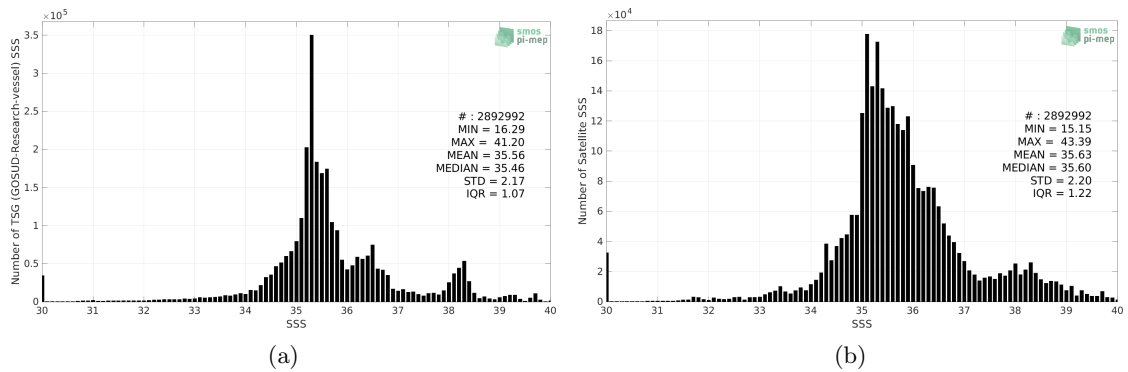 ×10^5
Number of TSG (GOSUD-Research-vessel) SSS
3.5
3
2.5
2
1.5
1
0.5
0
30 31 32 33 34 35 36 37 38 39 40
SSS
smos
pi-mep
# : 2892992
MIN = 16.29
MAX = 41.20
MEAN = 35.56
MEDIAN = 35.46
STD = 2.17
IQR = 1.07
(a)
×10^4
Number of Satellite SSS
18
16
14
12
10
8
6
4
2
0
30 31 32 33 34 35 36 37 38 39 40
SSS
smos
pi-mep
# : 2892992
MIN = 15.15
MAX = 43.39
MEAN = 35.63
MEDIAN = 35.60
STD = 2.20
IQR = 1.22
(b)